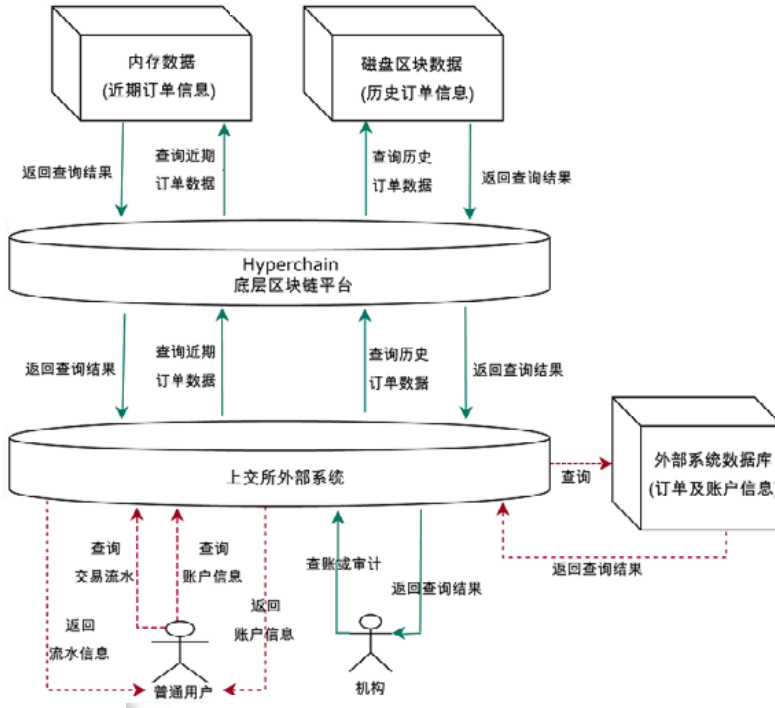 内存数据
(近期订单信息)
磁盘区块数据
(历史订单信息)
返回查询结果
查询近期
订单数据
查询历史
订单数据
返回查询结果
Hyperchain
底层区块链平台
返回查询结果
查询近期
订单数据
查询历史
订单数据
返回查询结果
上交所外部系统
查询
外部系统数据库
(订单及账户信息)
返回查询结果
查询
交易流水
查询
账户信息
查账或审计
返回查询结果
返回
流水信息
返回
账户信息
普通用户
机构